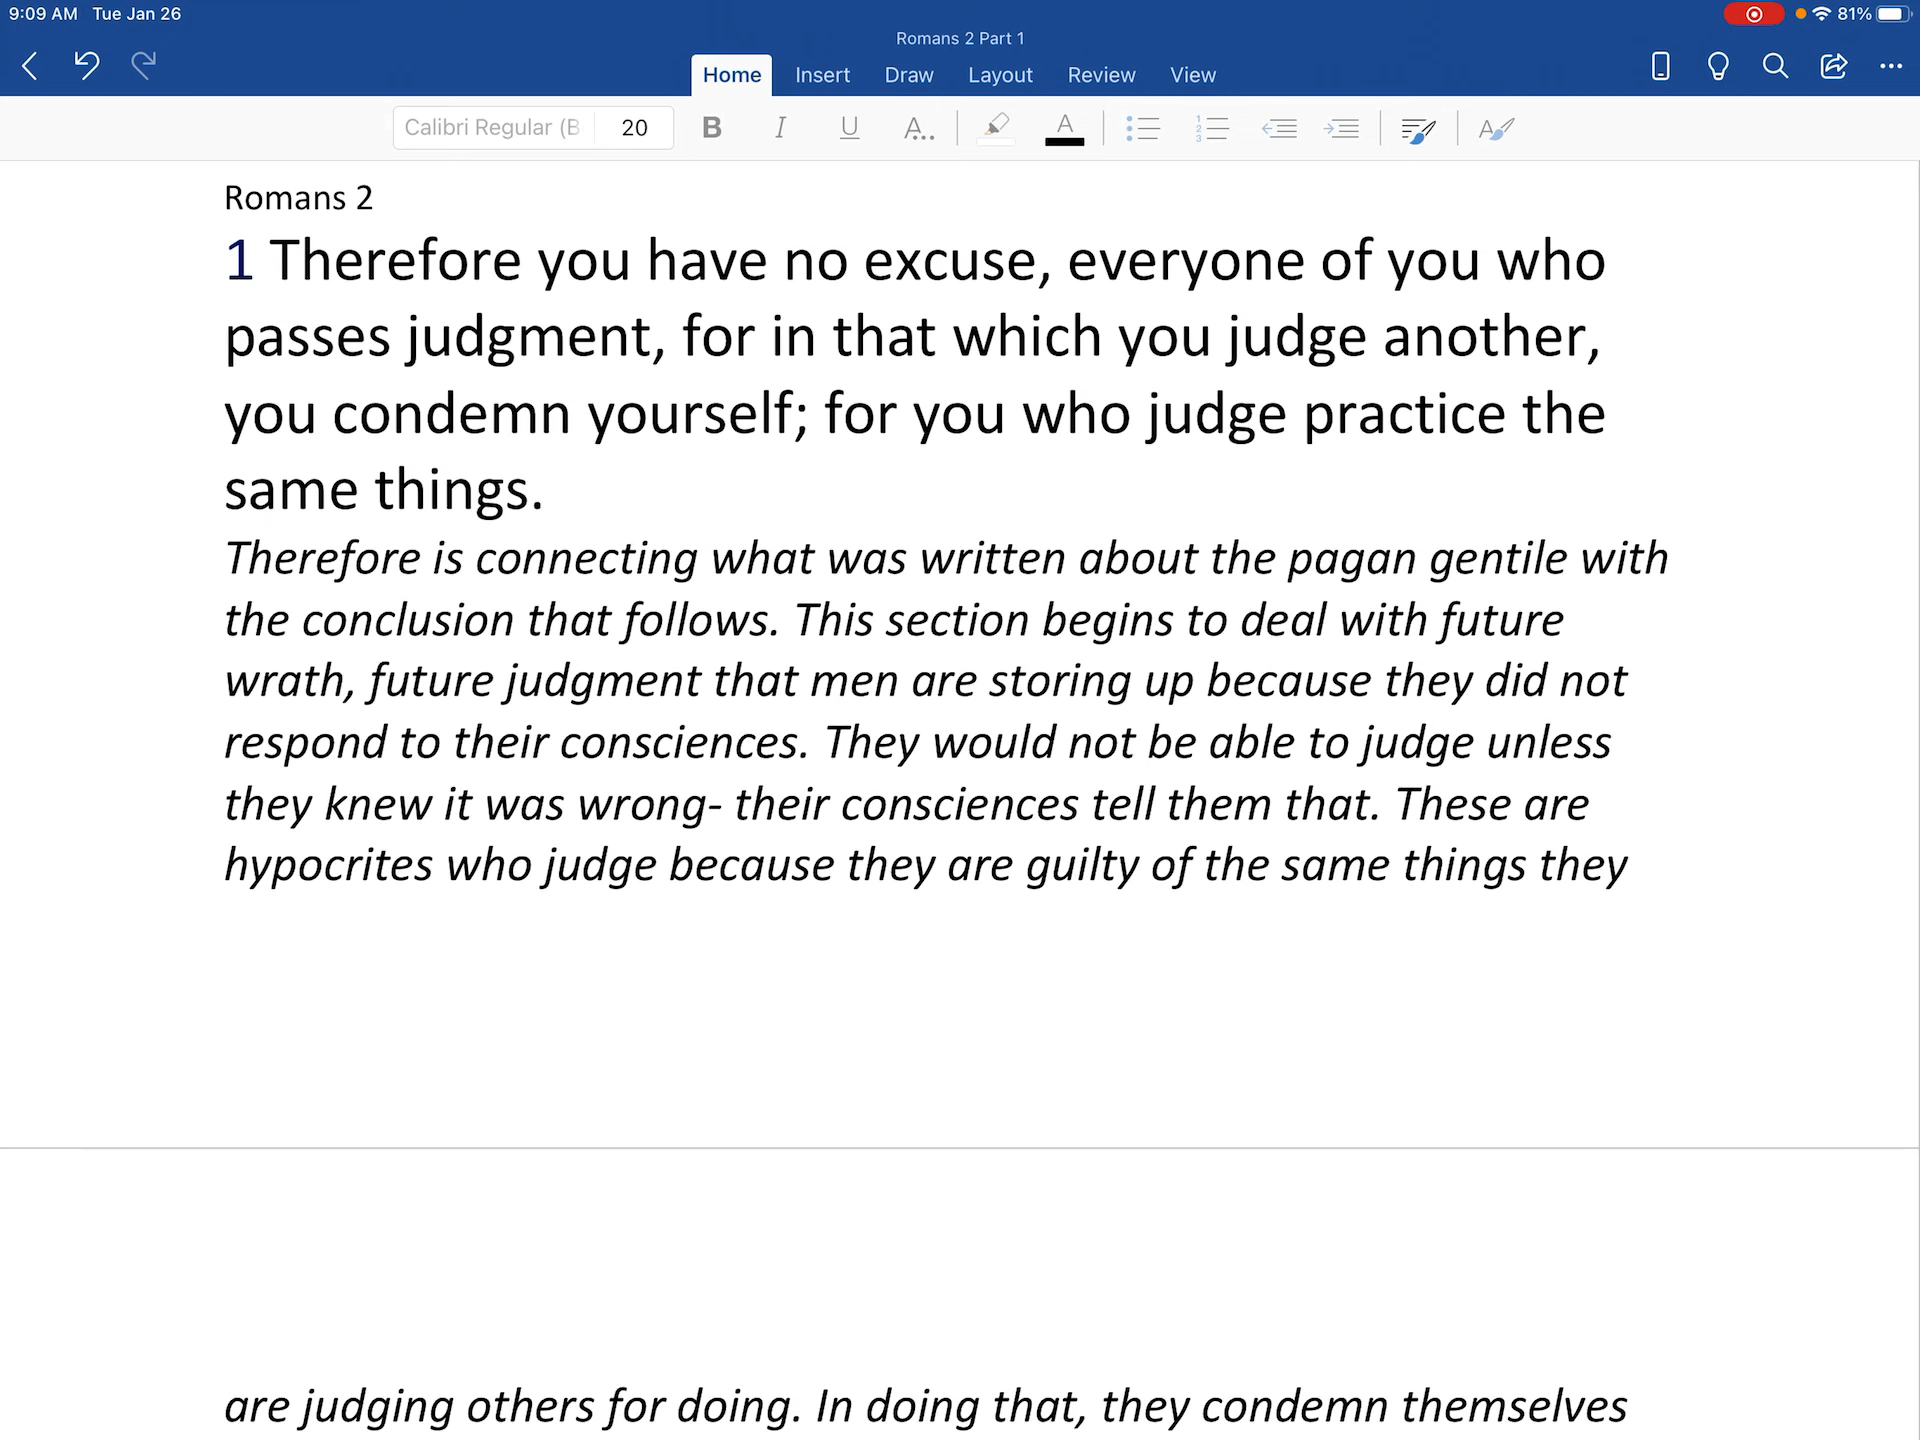 9:09 AM Tue Jan 26
81%
Romans 2 Part 1
Home Insert Draw Layout Review View
Calibri Regular (B 20 B I U A.. A
Romans 2
1 Therefore you have no excuse, everyone of you who
passes judgment, for in that which you judge another,
you condemn yourself; for you who judge practice the
same things.
Therefore is connecting what was written about the pagan gentile with
the conclusion that follows. This section begins to deal with future
wrath, future judgment that men are storing up because they did not
respond to their consciences. They would not be able to judge unless
they knew it was wrong- their consciences tell them that. These are
hypocrites who judge because they are guilty of the same things they
are judging others for doing. In doing that, they condemn themselves